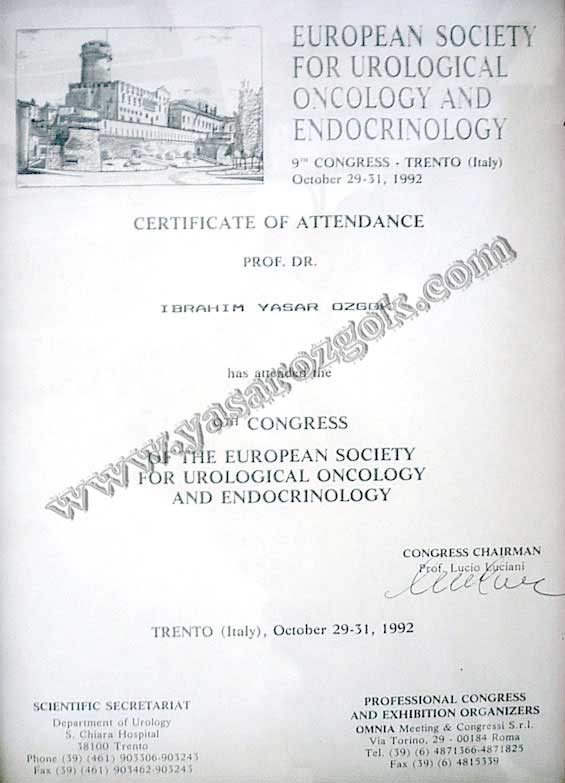 EUROPEAN SOCIETY
FOR UROLOGICAL
ONCOLOGY AND
ENDOCRINOLOGY
9TH CONGRESS - TRENTO (Italy)
October 29-31, 1992
CERTIFICATE OF ATTENDANCE
PROF. DR.
IBRAHIM YASAR OZGOK
has attended the
9TH CONGRESS
OF THE EUROPEAN SOCIETY
FOR UROLOGICAL ONCOLOGY
AND ENDOCRINOLOGY
www.yasarozgok.com
CONGRESS CHAIRMAN
Prof. Lucio Luciani
TRENTO (Italy), October 29-31, 1992
SCIENTIFIC SECRETARIAT
Department of Urology
S. Chiara Hospital
38100 Trento
Phone (39) (461) 903306-903243
Fax (39) (461) 903462-903243
PROFESSIONAL CONGRESS
AND EXHIBITION ORGANIZERS
OMNIA Meeting & Congressi S.r.l.
Via Torino, 29 - 00184 Roma
Tel. (39) (6) 4871366-4871825
Fax (39) (6) 4815339